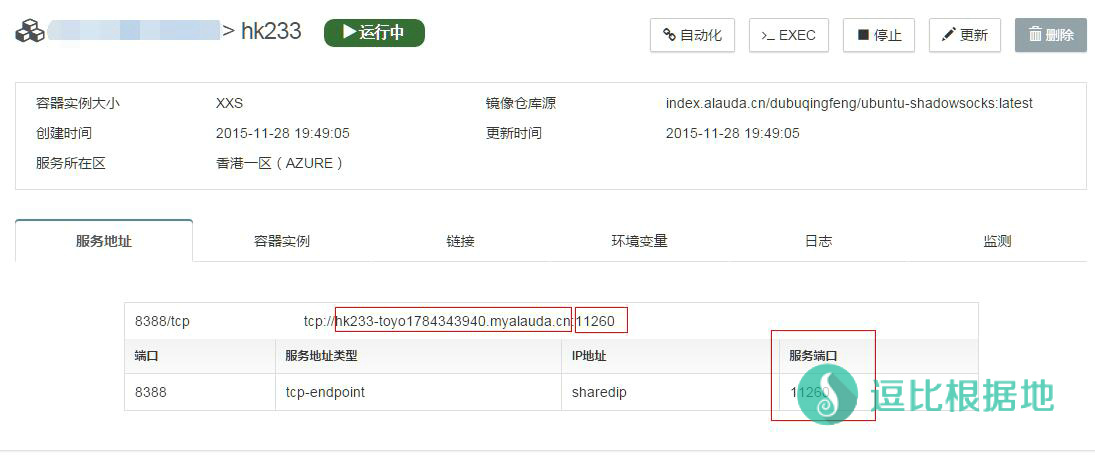 > hk233 运行中 自动化 >_ EXEC 停止 更新 删除
容器实例大小 XXS 镜像仓库源 index.alauda.cn/dubuqingfeng/ubuntu-shadowsocks:latest
创建时间 2015-11-28 19:49:05 更新时间 2015-11-28 19:49:05
服务所在区 香港一区（AZURE）
服务地址 容器实例 链接 环境变量 日志 监测
8388/tcp tcp://hk233-toyo1784343940.myalauda.cn:11260
端口 服务地址类型 IP地址 服务端口
8388 tcp-endpoint sharedip 11260
逗比根据地